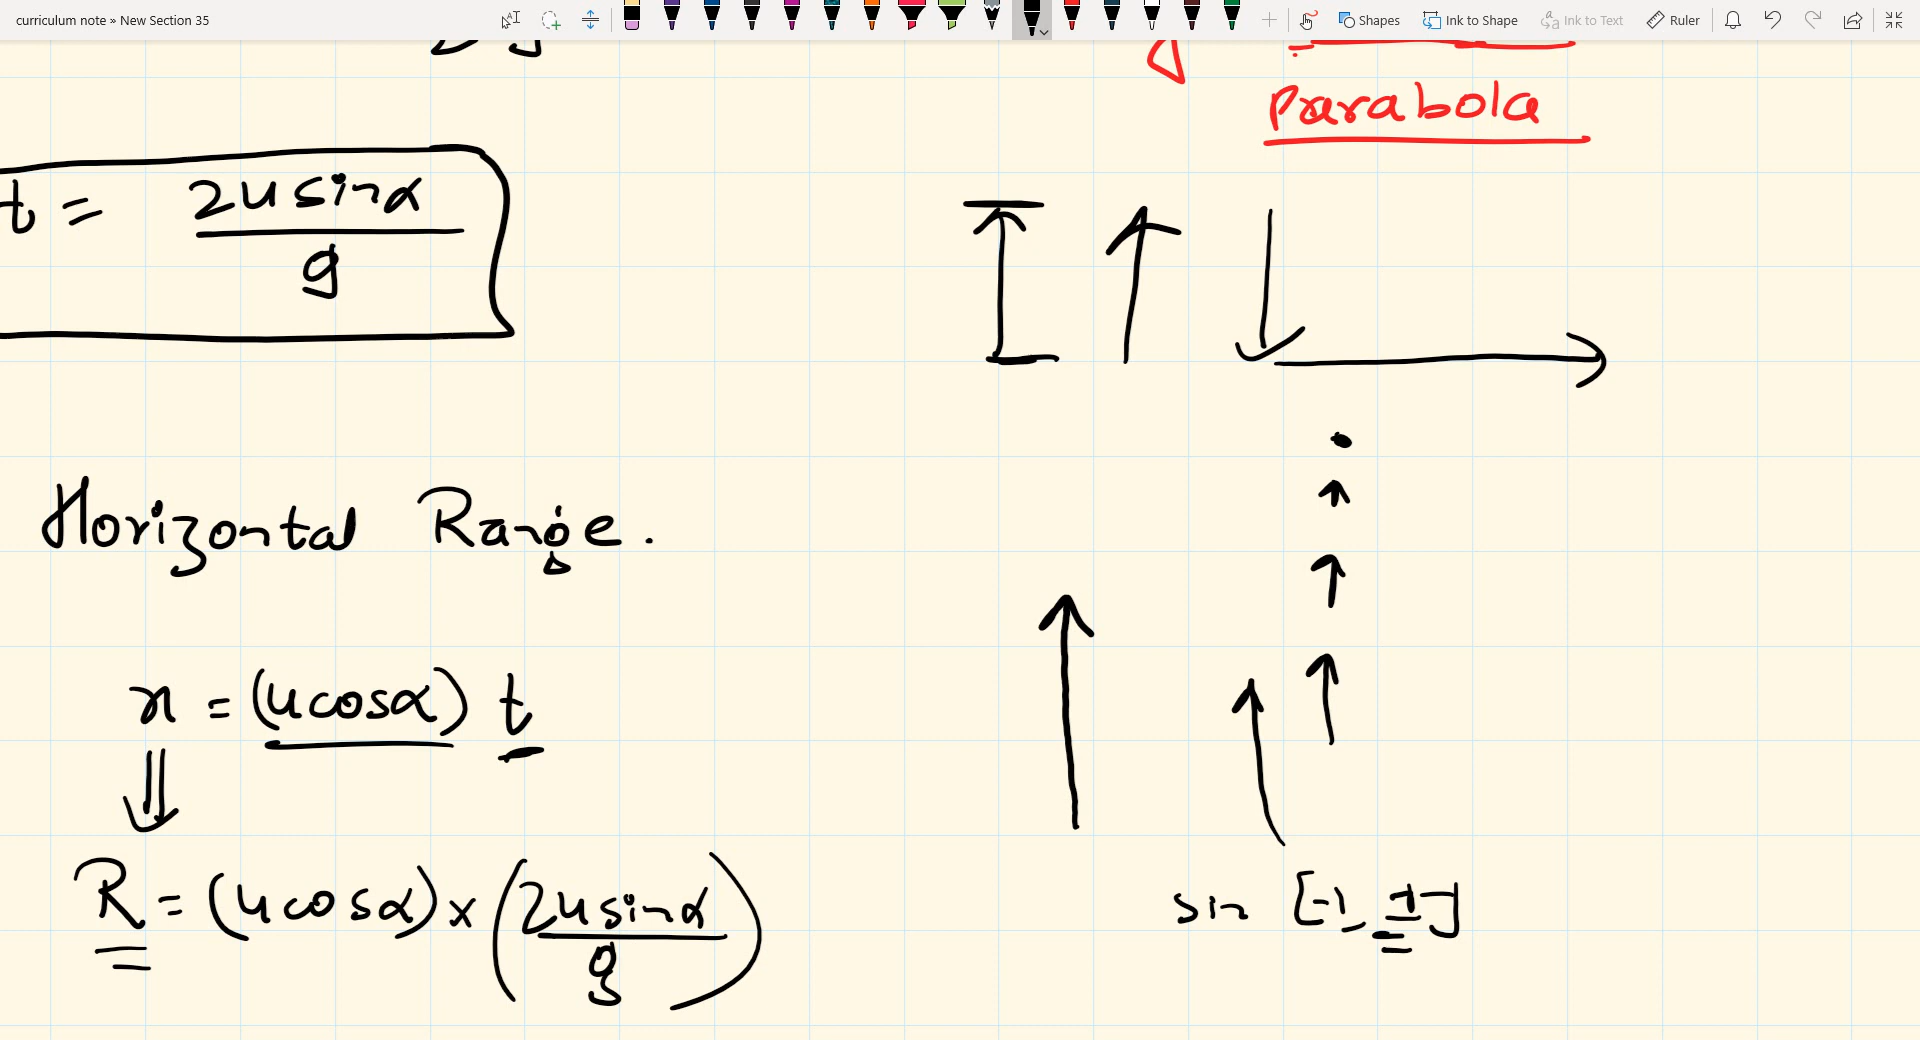 curriculum note » New Section 35
Shapes Ink to Shape Ink to Text Ruler
Parabola
t = 2u sinα / g
Horizontal Range.
x = (u cosα) t
R = (u cosα) × (2u sinα / g)
sin [-1, +1]